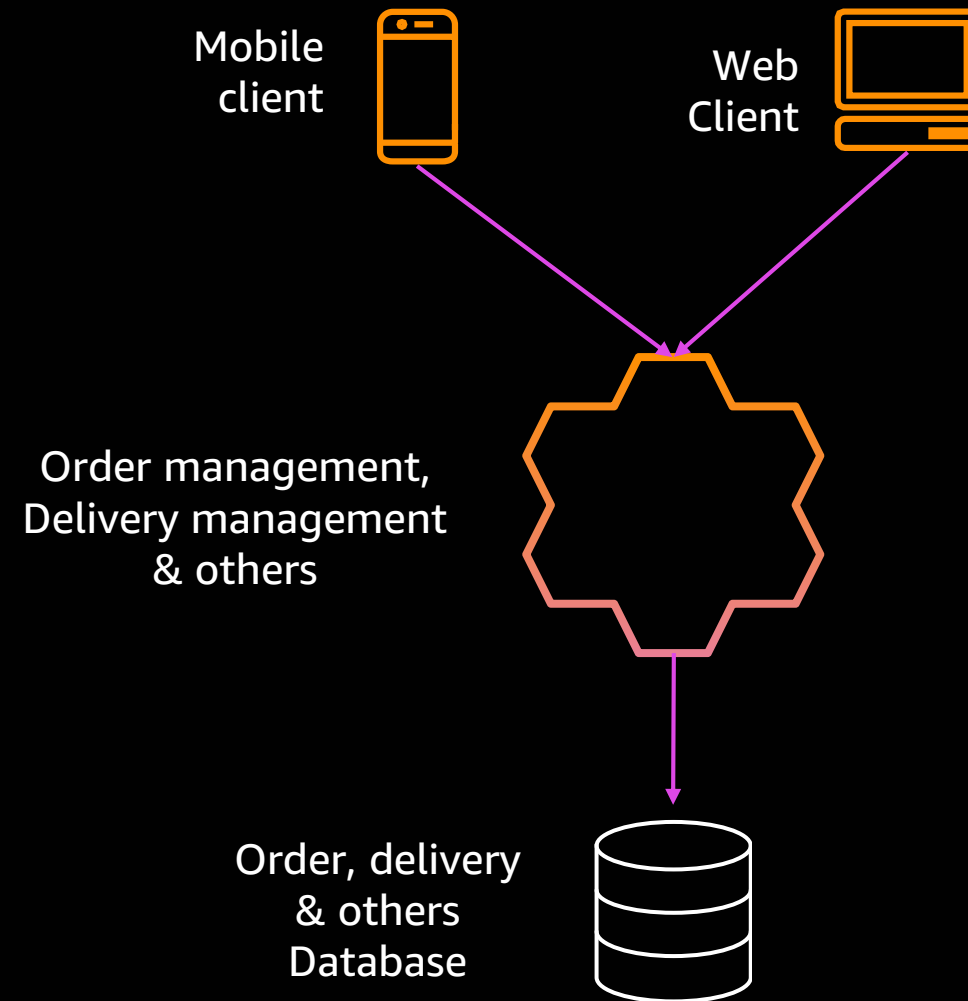 Mobile
client
Web
Client
Order management,
Delivery management
& others
Order, delivery
& others
Database